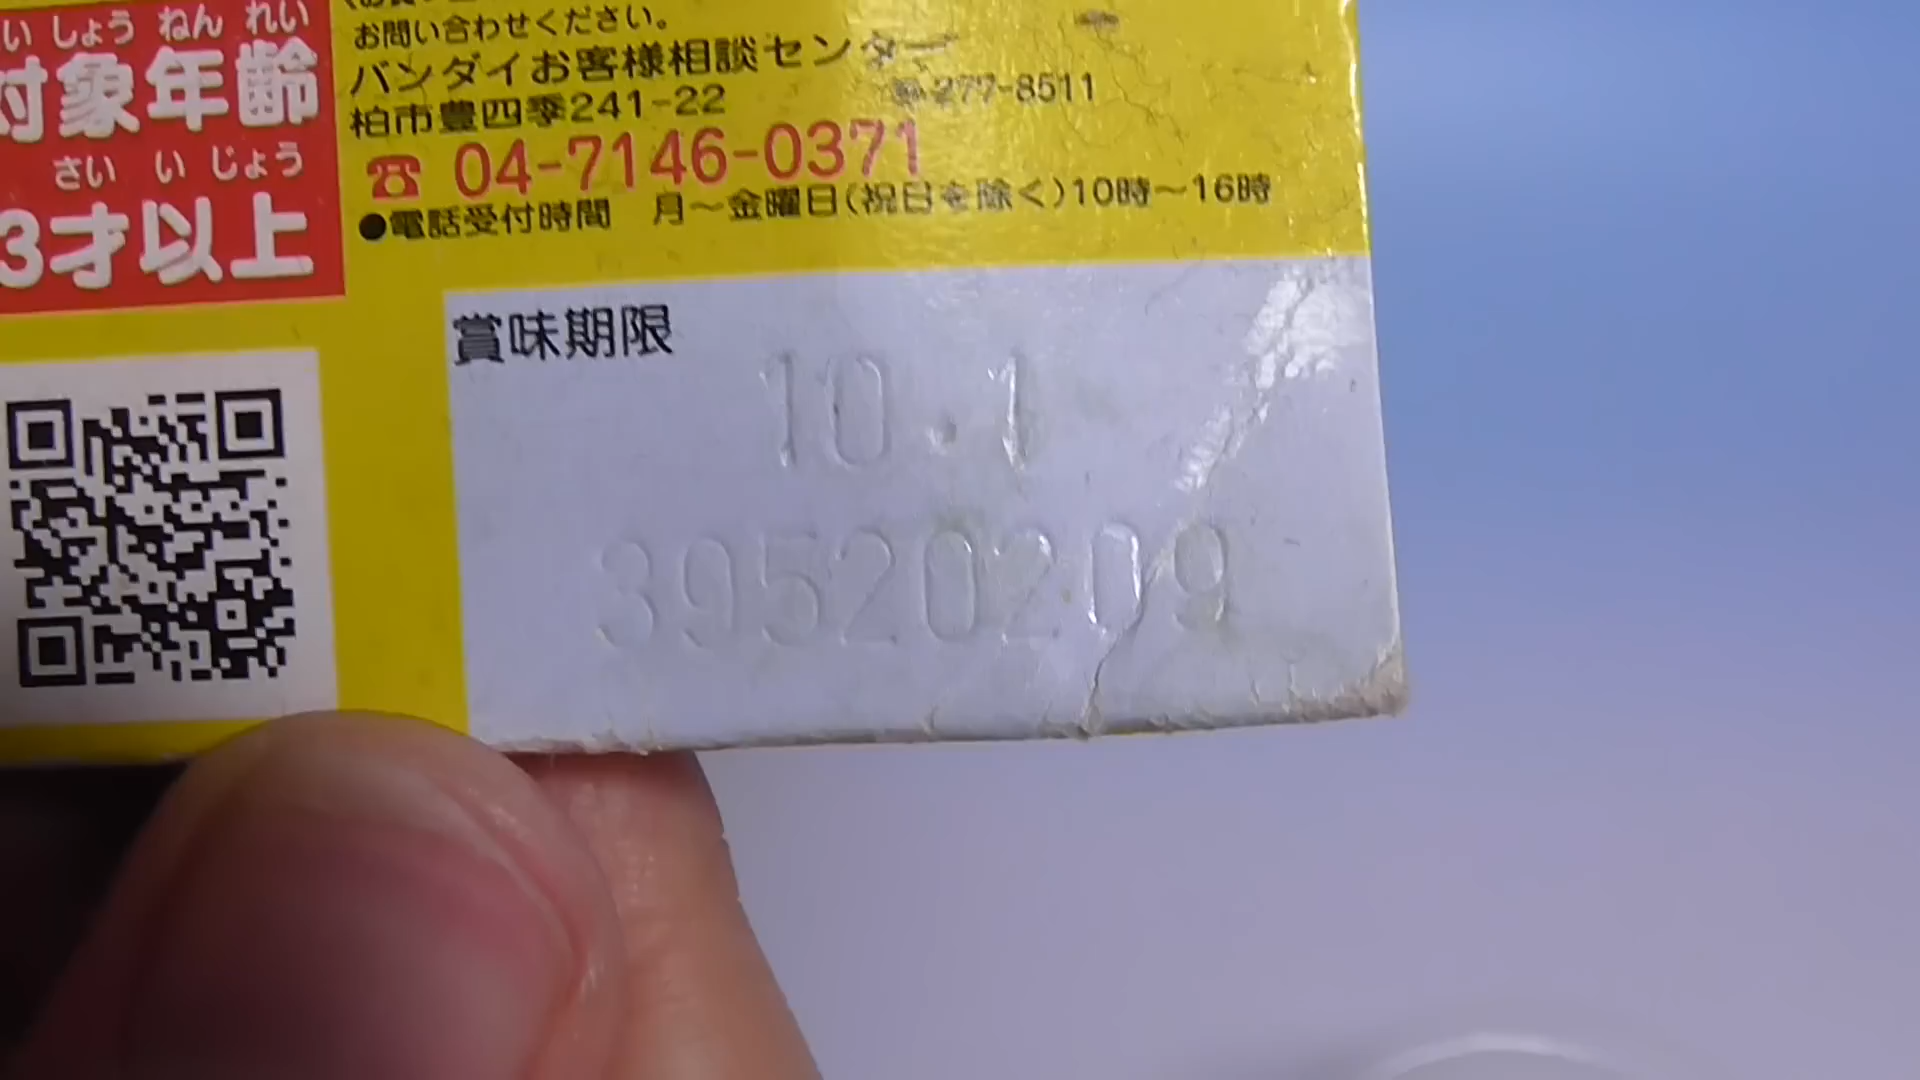 い しょう ねん れい
対象年齢
さい い じょう
3才以上
お問い合わせください。
バンダイお客様相談センター
柏市豊四季241-22 277-8511
☎ 04-7146-0371
●電話受付時間 月〜金曜日(祝日を除く)10時〜16時
賞味期限
10.1
39520209